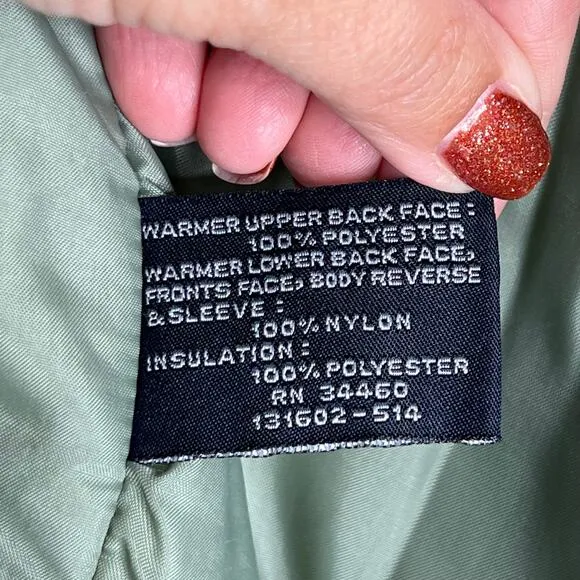 WARMER UPPER BACK FACE:
100% POLYESTER
WARMER LOWER BACK FACE,
FRONTS FACE, BODY REVERSE
& SLEEVE:
100% NYLON
INSULATION:
100% POLYESTER
RN 34460
131602-514